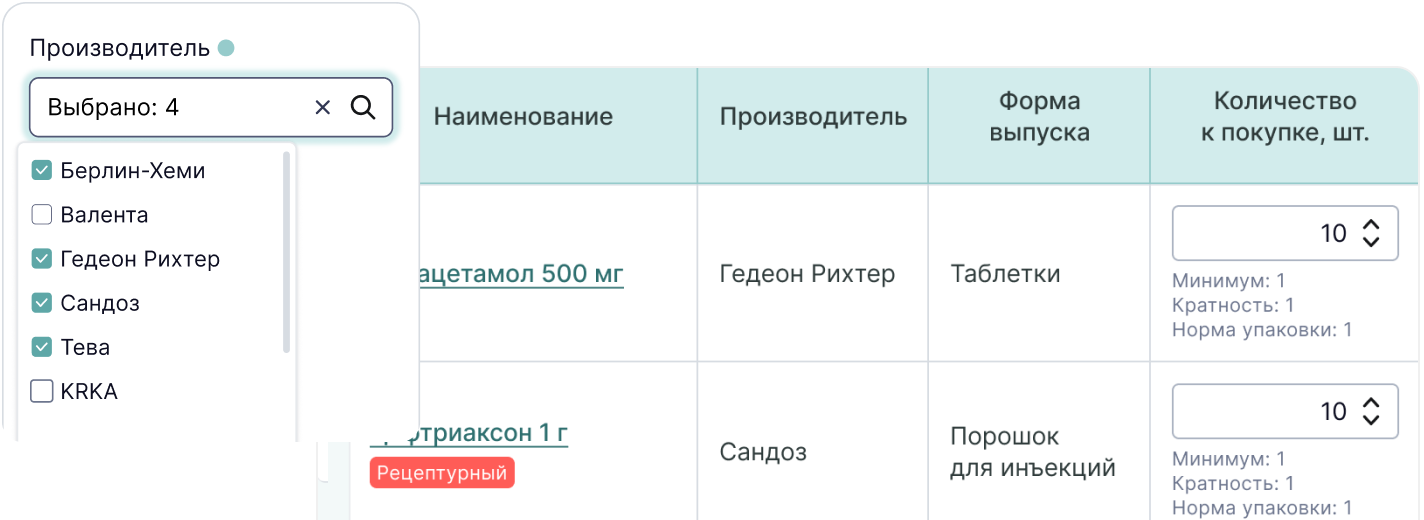 Производитель
Выбрано: 4
Берлин-Хеми
Валента
Гедеон Рихтер
Сандоз
Тева
KRKA
Наименование
Производитель
Форма
выпуска
Количество
к покупке, шт.
ацетамол 500 мг
Гедеон Рихтер
Таблетки
10
Минимум: 1
Кратность: 1
Норма упаковки: 1
триаксон 1 г
Рецептурный
Сандоз
Порошок
для инъекций
10
Минимум: 1
Кратность: 1
Норма упаковки: 1